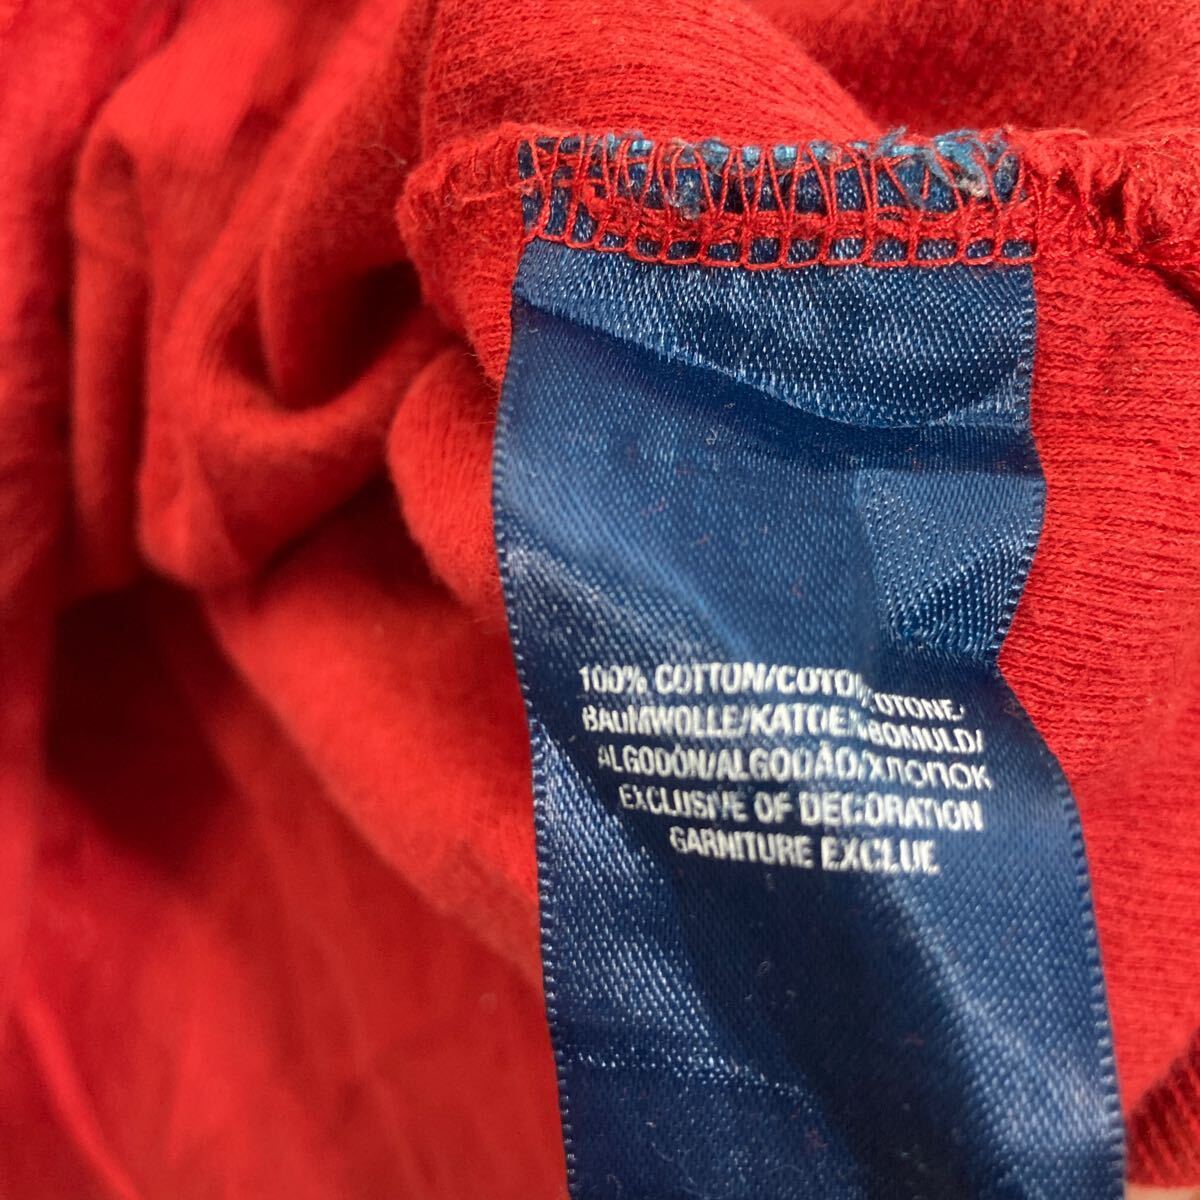 100% COTTON/COTON/COTONE/
BAUMWOLLE/KATOEN/BOMULD/
ALGODÓN/ALGODÃO/ХЛОПОК
EXCLUSIVE OF DECORATION
GARNITURE EXCLUE